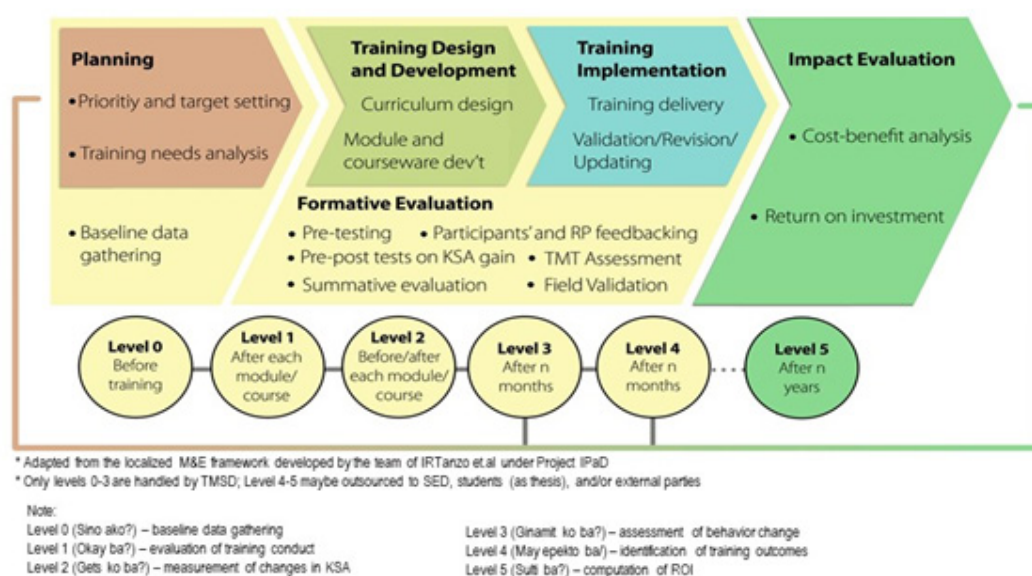 Planning
• Prioritiy and target setting
• Training needs analysis
• Baseline data
gathering
Training Design
and Development
Curriculum design
Module and
courseware dev't
Training
Implementation
Training delivery
Validation/Revision/
Updating
Formative Evaluation
• Pre-testing • Participants' and RP feedbacking
• Pre-post tests on KSA gain • TMT Assessment
• Summative evaluation • Field Validation
Impact Evaluation
• Cost-benefit analysis
• Return on investment
Level 0
Before
training
Level 1
After each
module/
course
Level 2
Before/after
each module/
course
Level 3
After n
months
Level 4
After n
months
Level 5
After n
years
* Adapted from the localized M&E framework developed by the team of IRTanzo et.al under Project IPaD
* Only levels 0-3 are handled by TMSD; Level 4-5 maybe outsourced to SED, students (as thesis), and/or external parties
Note:
Level 0 (Sino ako?) – baseline data gathering
Level 1 (Okay ba?) – evaluation of training conduct
Level 2 (Gets ko ba?) – measurement of changes in KSA
Level 3 (Ginamit ko ba?) – assessment of behavior change
Level 4 (May epekto ba/) – identification of training outcomes
Level 5 (Sulti ba?) – computation of ROI